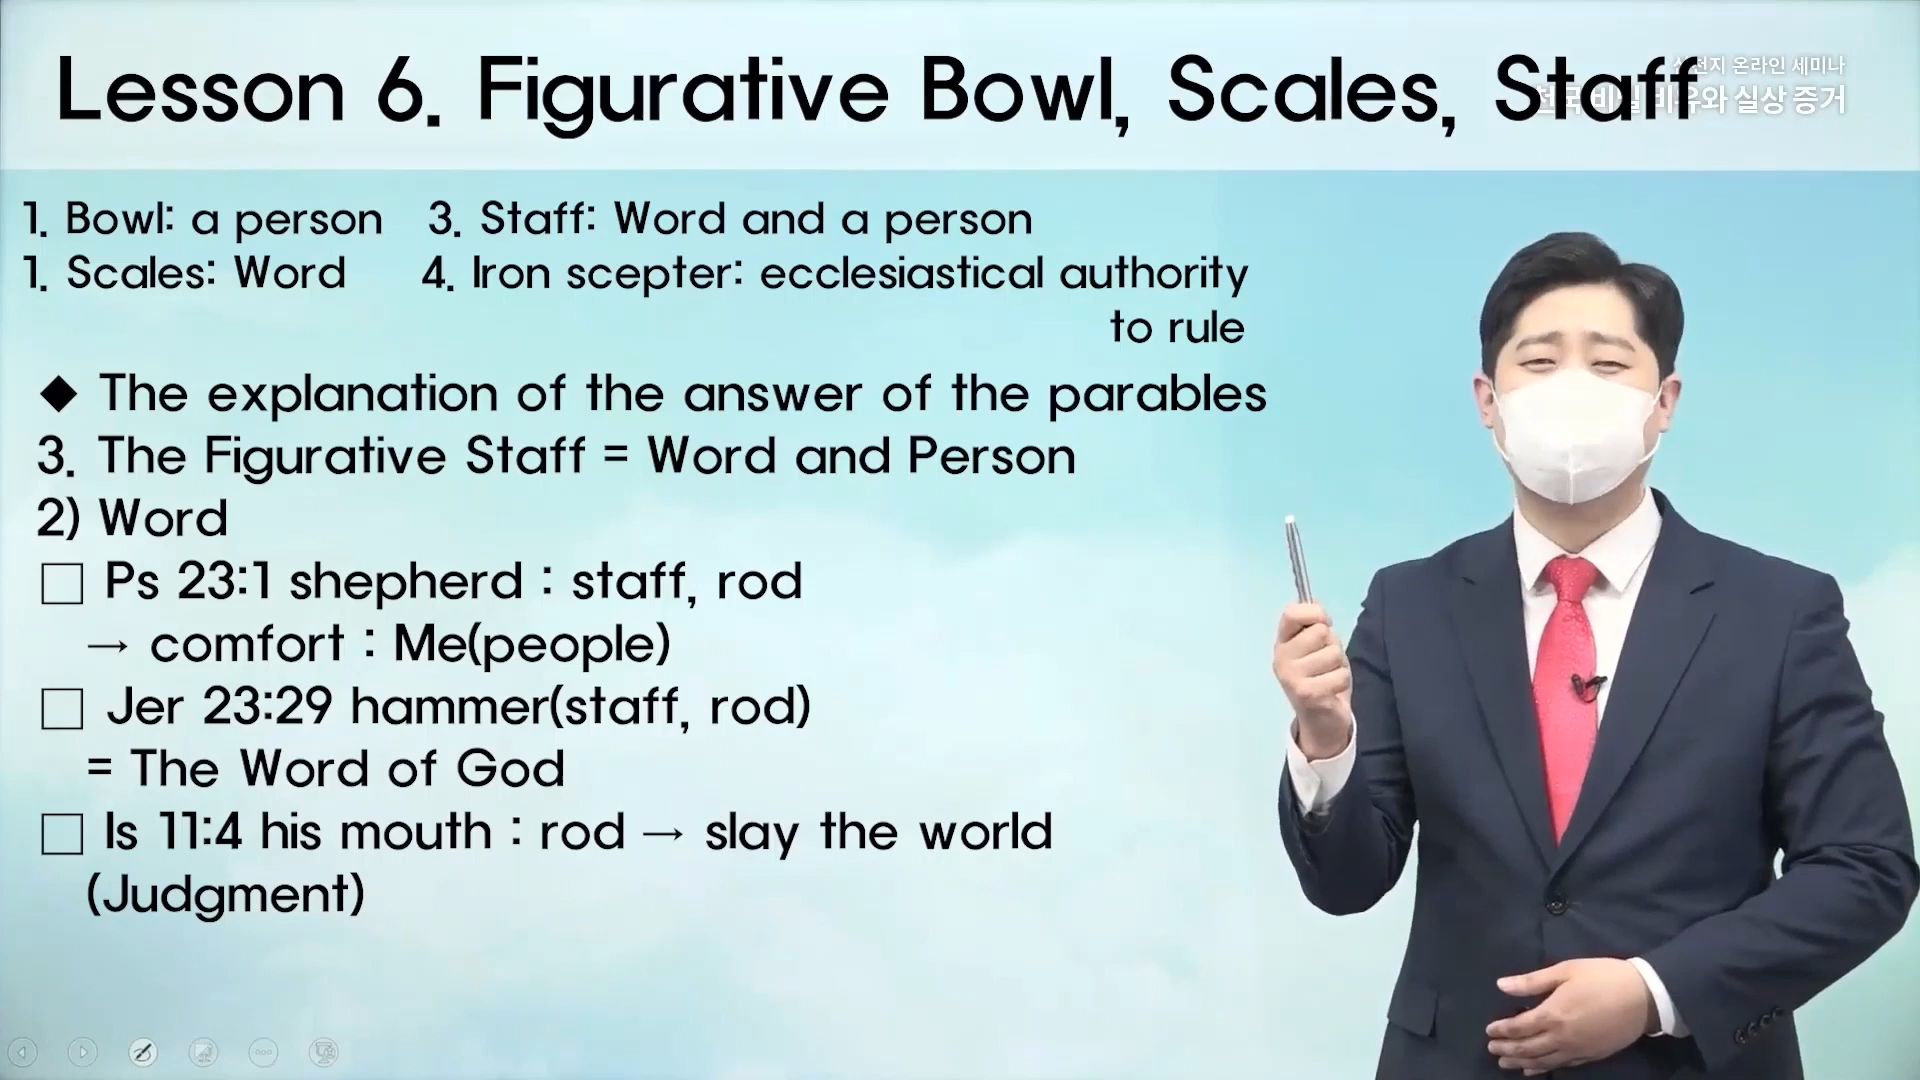 Lesson 6. Figurative Bowl, Scales, Staff
온라인 세미나
실상 증거
1. Bowl: a person 3. Staff: Word and a person
1. Scales: Word 4. Iron scepter: ecclesiastical authority
to rule
◆ The explanation of the answer of the parables
3. The Figurative Staff = Word and Person
2) Word
□ Ps 23:1 shepherd : staff, rod
→ comfort : Me(people)
□ Jer 23:29 hammer(staff, rod)
= The Word of God
□ Is 11:4 his mouth : rod → slay the world
(Judgment)